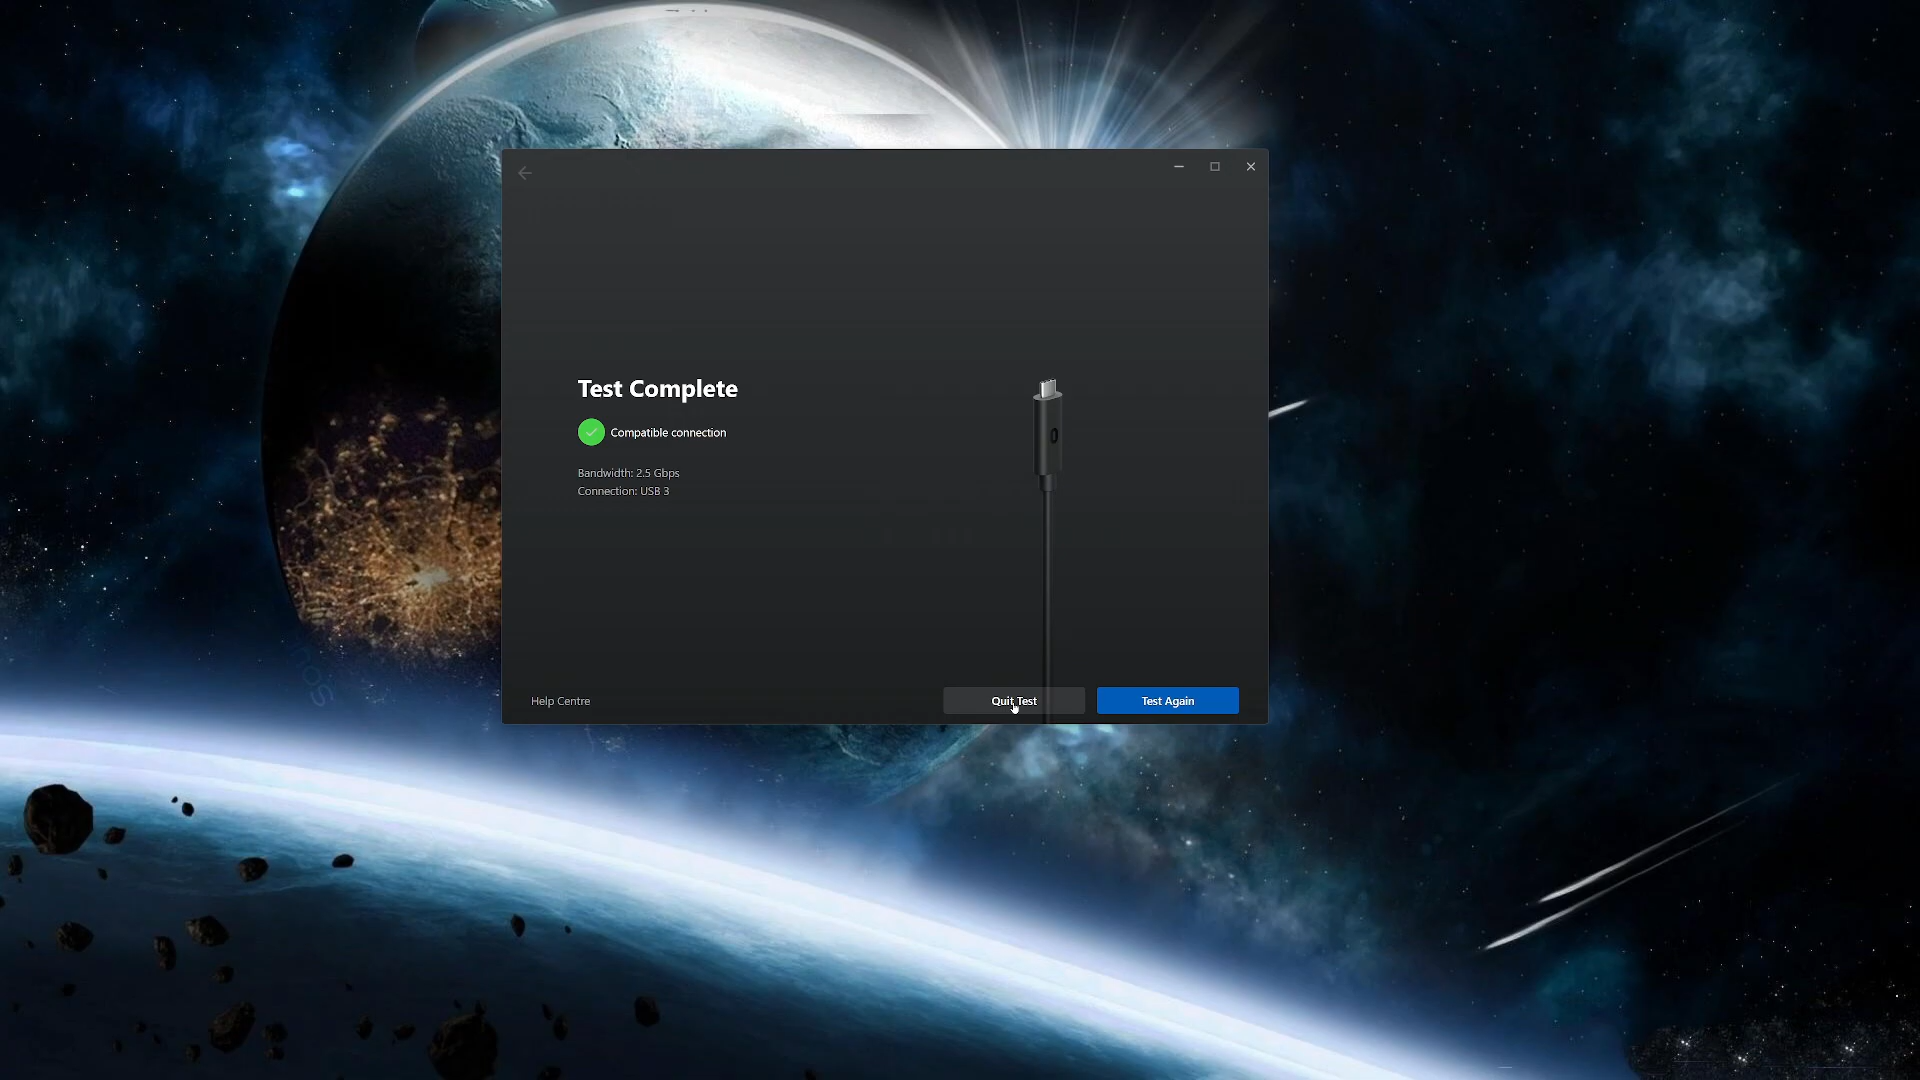 Test Complete
Compatible connection
Bandwidth: 2.5 Gbps
Connection: USB 3
Help Centre
Quit Test
Test Again